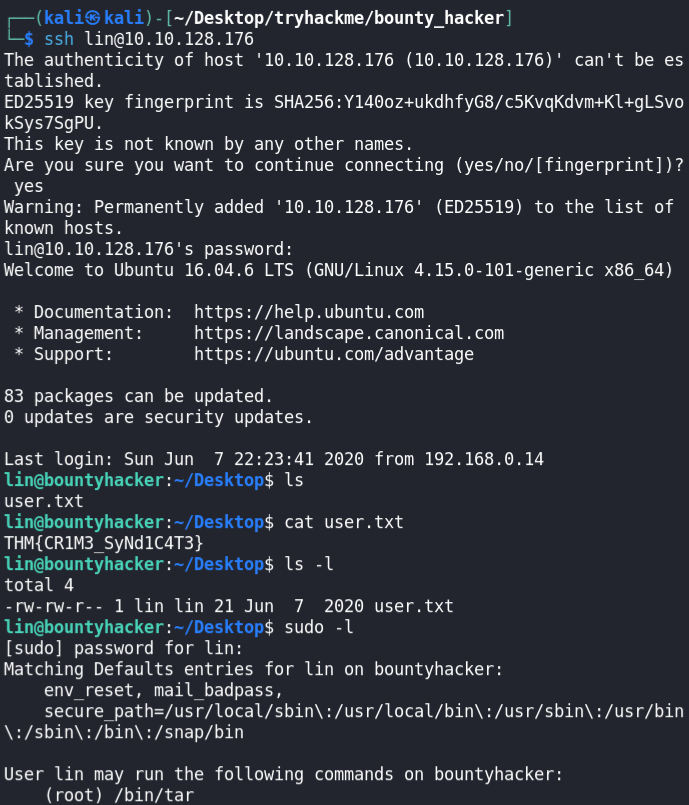 ┌──(kali㉿kali)-[~/Desktop/tryhackme/bounty_hacker]
└─$ ssh lin@10.10.128.176
The authenticity of host '10.10.128.176 (10.10.128.176)' can't be es
tablished.
ED25519 key fingerprint is SHA256:Y140oz+ukdhfyG8/c5KvqKdvm+Kl+gLSvo
kSys7SgPU.
This key is not known by any other names.
Are you sure you want to continue connecting (yes/no/[fingerprint])?
 yes
Warning: Permanently added '10.10.128.176' (ED25519) to the list of
known hosts.
lin@10.10.128.176's password:
Welcome to Ubuntu 16.04.6 LTS (GNU/Linux 4.15.0-101-generic x86_64)

 * Documentation:  https://help.ubuntu.com
 * Management:     https://landscape.canonical.com
 * Support:        https://ubuntu.com/advantage

83 packages can be updated.
0 updates are security updates.

Last login: Sun Jun  7 22:23:41 2020 from 192.168.0.14
lin@bountyhacker:~/Desktop$ ls
user.txt
lin@bountyhacker:~/Desktop$ cat user.txt
THM{CR1M3_SyNd1C4T3}
lin@bountyhacker:~/Desktop$ ls -l
total 4
-rw-rw-r-- 1 lin lin 21 Jun  7  2020 user.txt
lin@bountyhacker:~/Desktop$ sudo -l
[sudo] password for lin:
Matching Defaults entries for lin on bountyhacker:
    env_reset, mail_badpass,
    secure_path=/usr/local/sbin\:/usr/local/bin\:/usr/sbin\:/usr/bin
\:/sbin\:/bin\:/snap/bin

User lin may run the following commands on bountyhacker:
    (root) /bin/tar